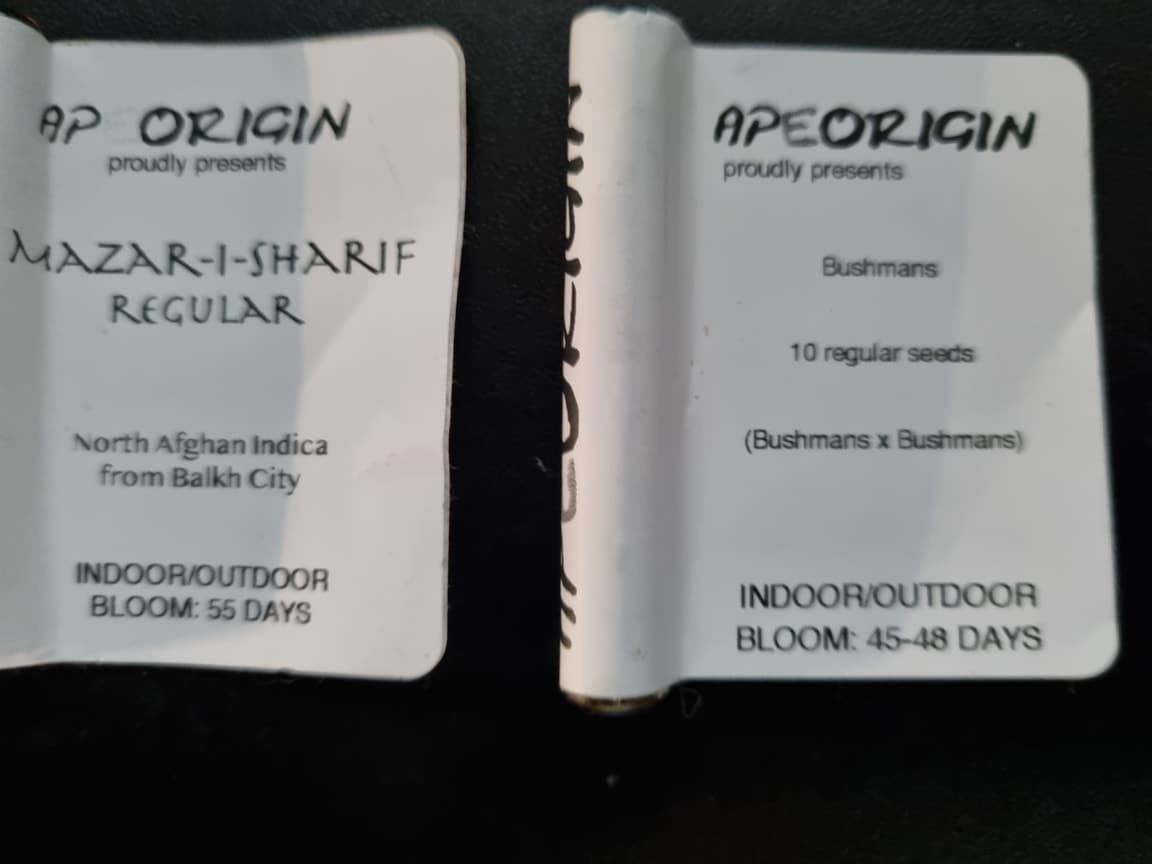 AP ORIGIN
proudly presents
MAZAR-I-SHARIF
REGULAR
North Afghan Indica
from Balkh City
INDOOR/OUTDOOR
BLOOM: 55 DAYS
APEORIGIN
proudly presents
Bushmans
10 regular seeds
(Bushmans x Bushmans)
INDOOR/OUTDOOR
BLOOM: 45-48 DAYS